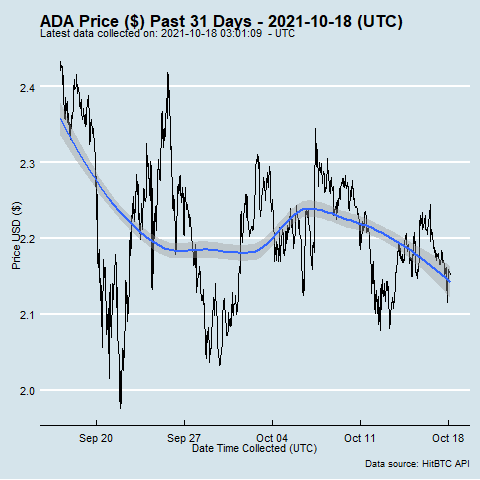 ADA Price ($) Past 31 Days - 2021-10-18 (UTC)
Latest data collected on: 2021-10-18 03:01:09 - UTC
2.4
2.3
2.2
2.1
2.0
Price USD ($)
Sep 20
Sep 27
Oct 04
Oct 11
Oct 18
Date Time Collected (UTC)
Data source: HitBTC API